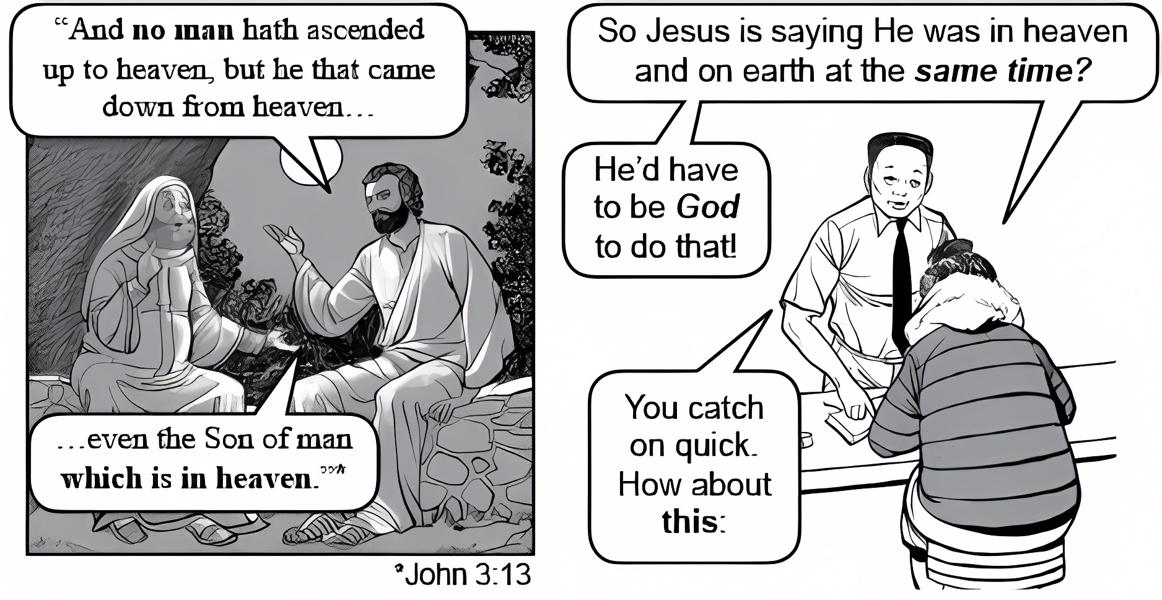 “And no man hath ascended
up to heaven, but he that came
down from heaven...
...even the Son of man
which is in heaven.”*
*John 3:13
So Jesus is saying He was in heaven
and on earth at the same time?
He’d have
to be God
to do that!
You catch
on quick.
How about
this: